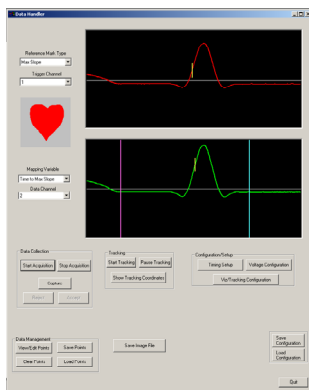 Data Handler
Reference Mark Type
Max Slope
Trigger Channel
1
Mapping Variable
Time to Max Slope
Data Channel
2
Data Collection
Start Acquisition
Stop Acquisition
Capture
Tracking
Start Tracking
Pause Tracking
Show Tracking Coordinates
Configuration/Setup
Timing Setup
Voltage Configuration
Viz/Tracking Configuration
Data Management
View/Edit Points
Save Points
Clear Points
Load Points
Save Image File
Save Configuration
Load Configuration
Quit